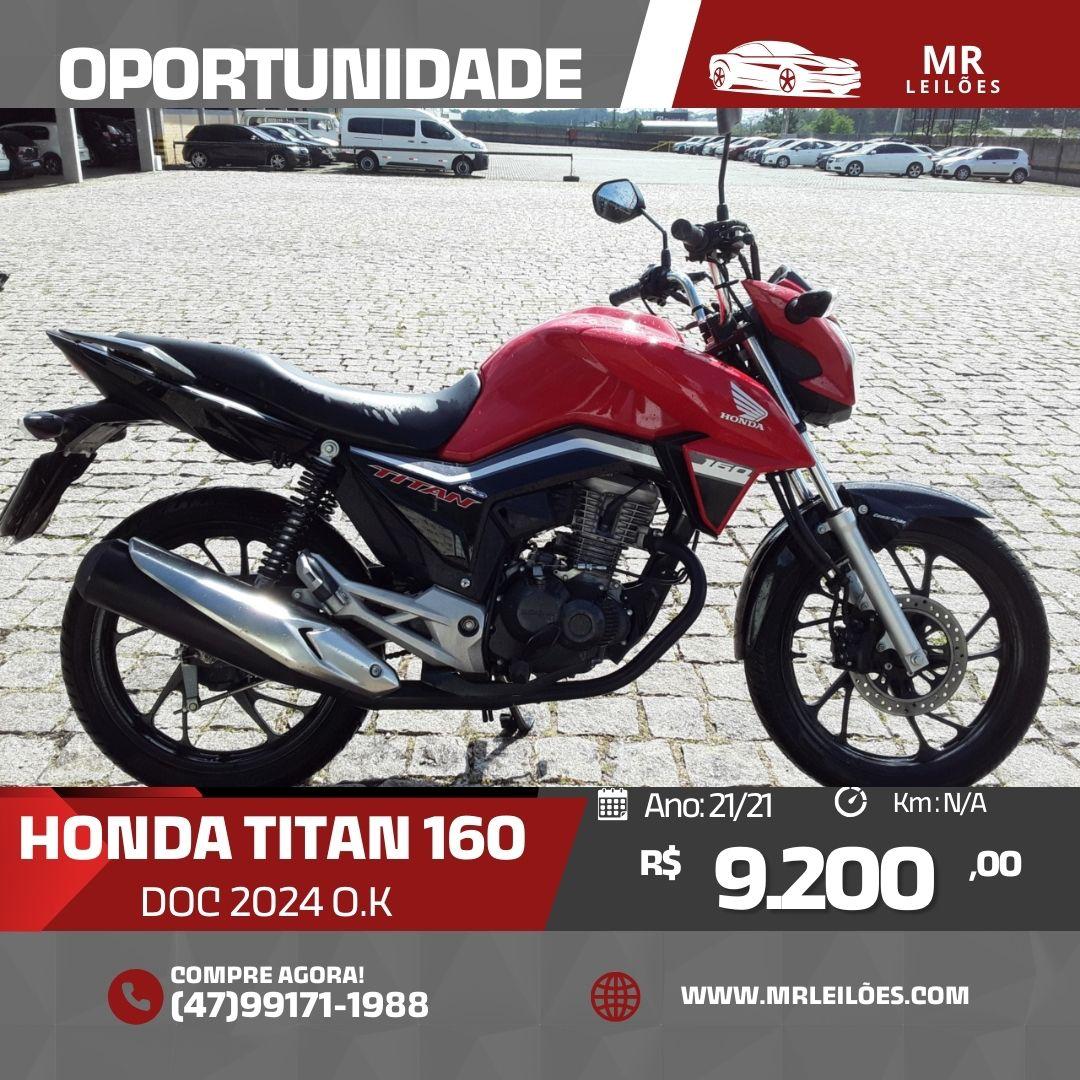 OPORTUNIDADE
MR
LEILÕES
HONDA
160
TITAN
HONDA TITAN 160
DOC 2024 O.K
Ano: 21/21
Km: N/A
R$ 9.200,00
COMPRE AGORA!
(47)99171-1988
WWW.MRLEILÕES.COM